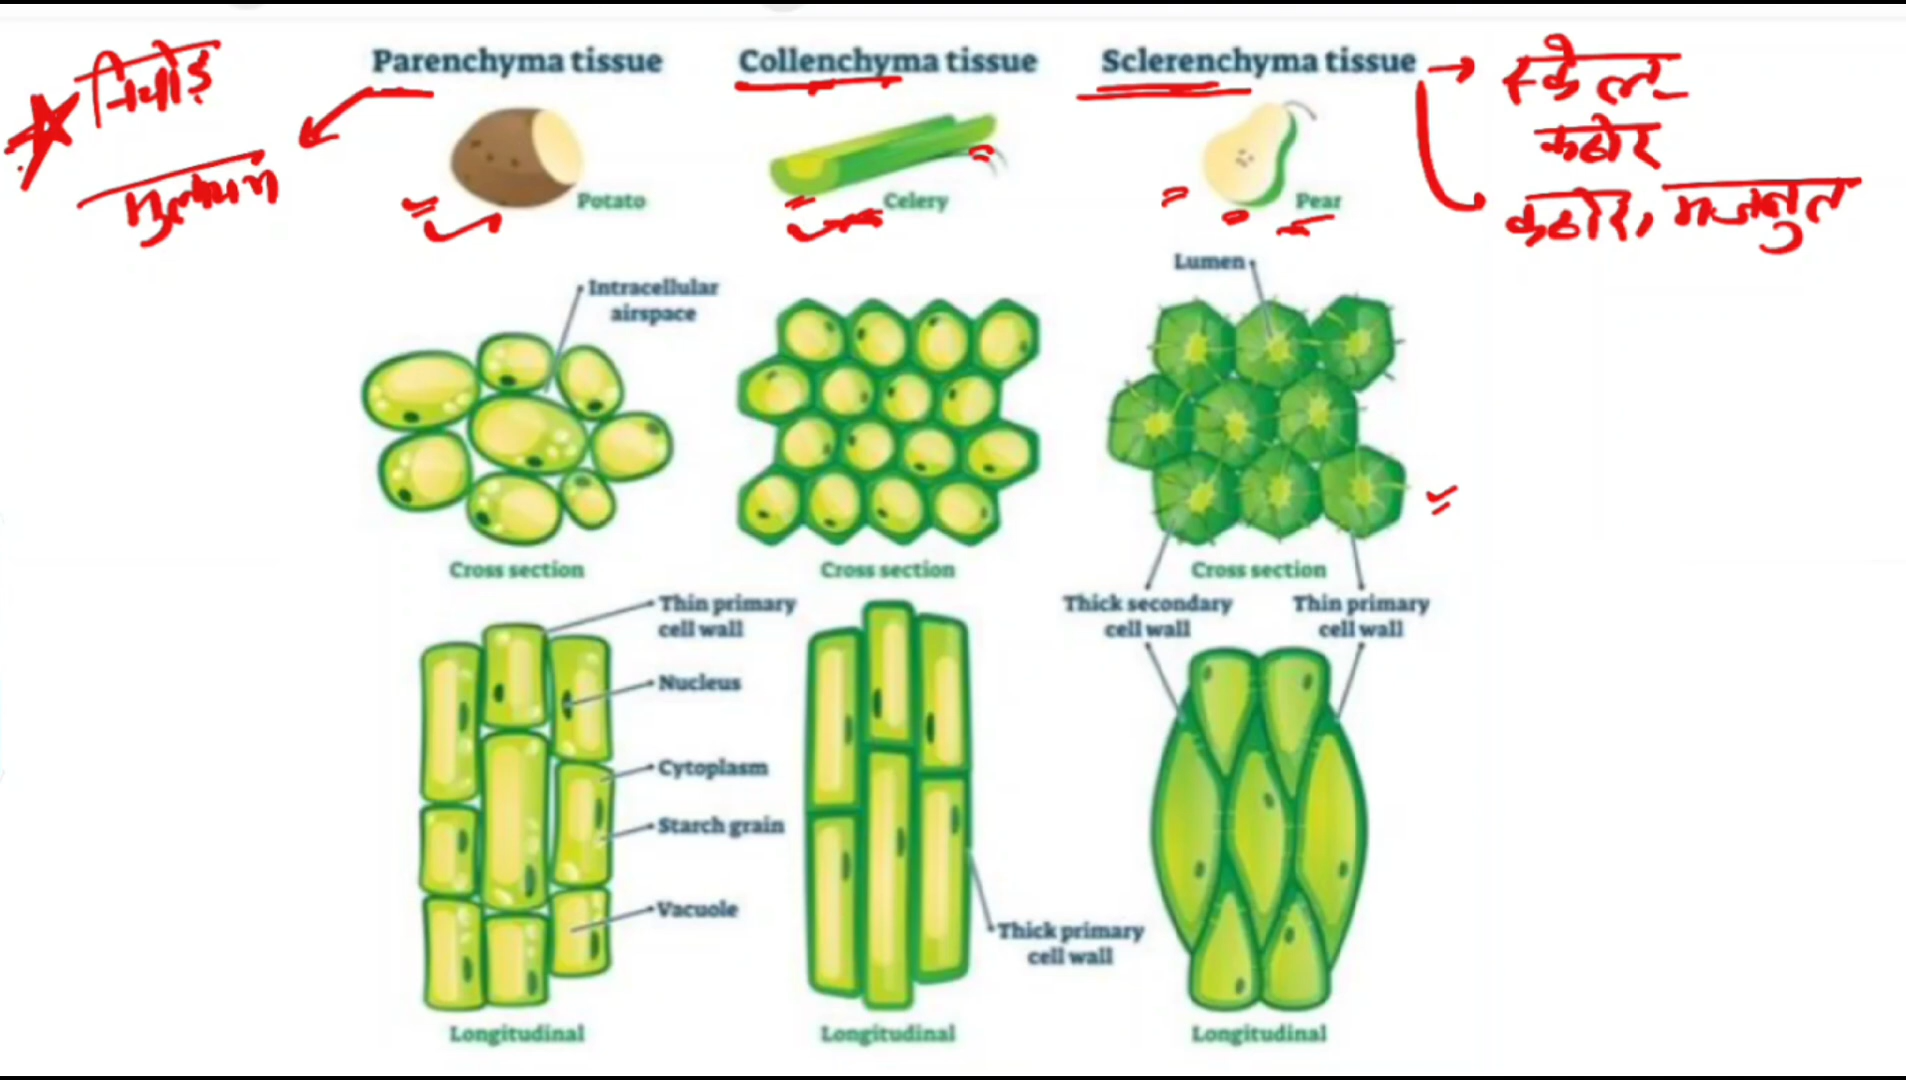 निचोड़
मुलायम
Parenchyma tissue
Collenchyma tissue
Sclerenchyma tissue
स्केल
कठोर
कठोर, मजबुत
Potato
Celery
Pear
Intracellular
airspace
Lumen
Cross section
Cross section
Cross section
Thin primary
cell wall
Thick secondary
cell wall
Thin primary
cell wall
Nucleus
Cytoplasm
Starch grain
Vacuole
Thick primary
cell wall
Longitudinal
Longitudinal
Longitudinal